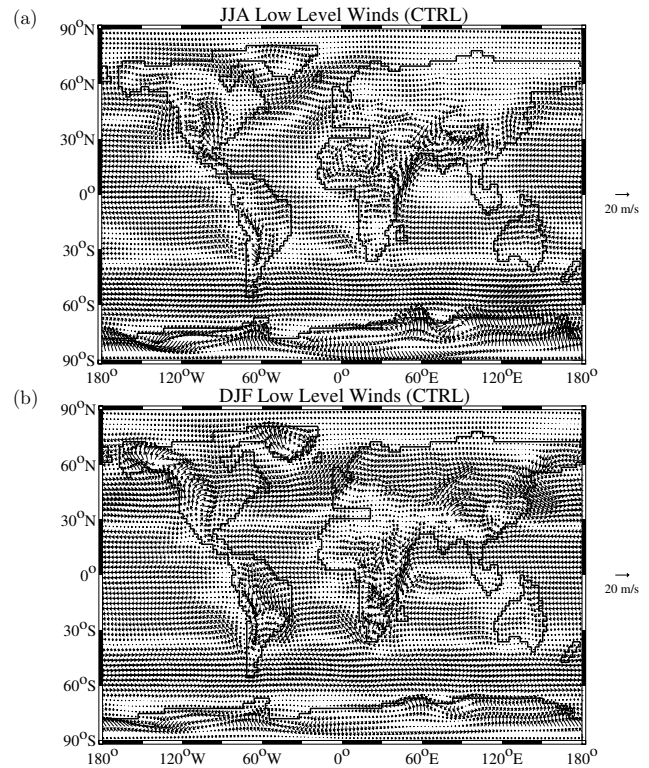 (a)
JJA Low Level Winds (CTRL)
90°N
60°N
30°N
0°
30°S
60°S
90°S
180° 120°W 60°W 0° 60°E 120°E 180°
20 m/s
(b)
DJF Low Level Winds (CTRL)
90°N
60°N
30°N
0°
30°S
60°S
90°S
180° 120°W 60°W 0° 60°E 120°E 180°
20 m/s